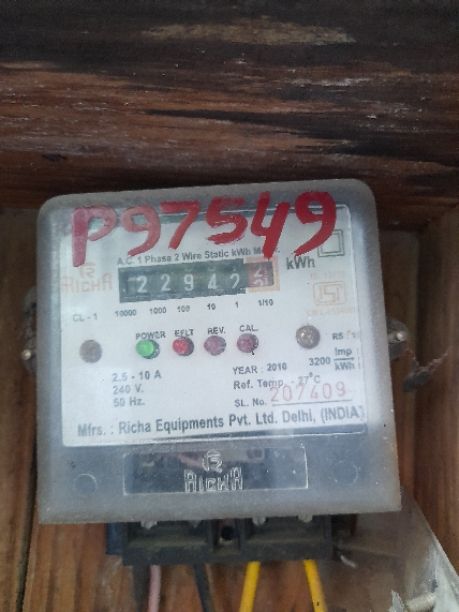 P97549
A.C. 1 Phase 2 Wire Static kWh
RICHA
22942
kWh
CL - 1
10000 1000 100 10 1 1/10
ISI
POWER E/FLT REV. CAL.
2.5 - 10 A
240 V.
50 Hz.
YEAR : 2010
3200 Imp/kWh
Ref. Temp. - 27°C
SL. No. 207409
Mfrs. : Richa Equipments Pvt. Ltd. Delhi, (INDIA)
R
RICHA